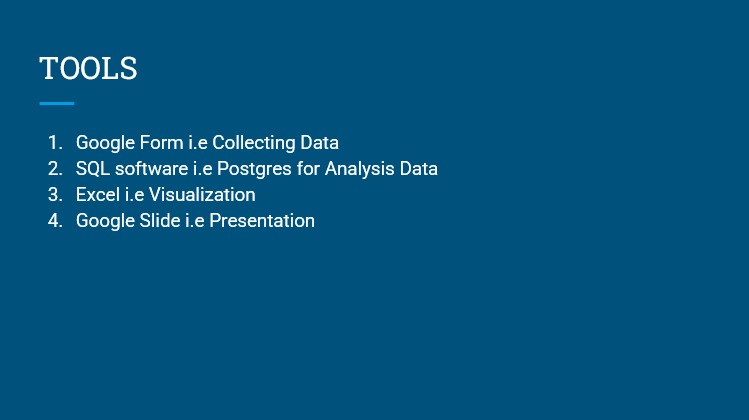 TOOLS
1. Google Form i.e Collecting Data
2. SQL software i.e Postgres for Analysis Data
3. Excel i.e Visualization
4. Google Slide i.e Presentation